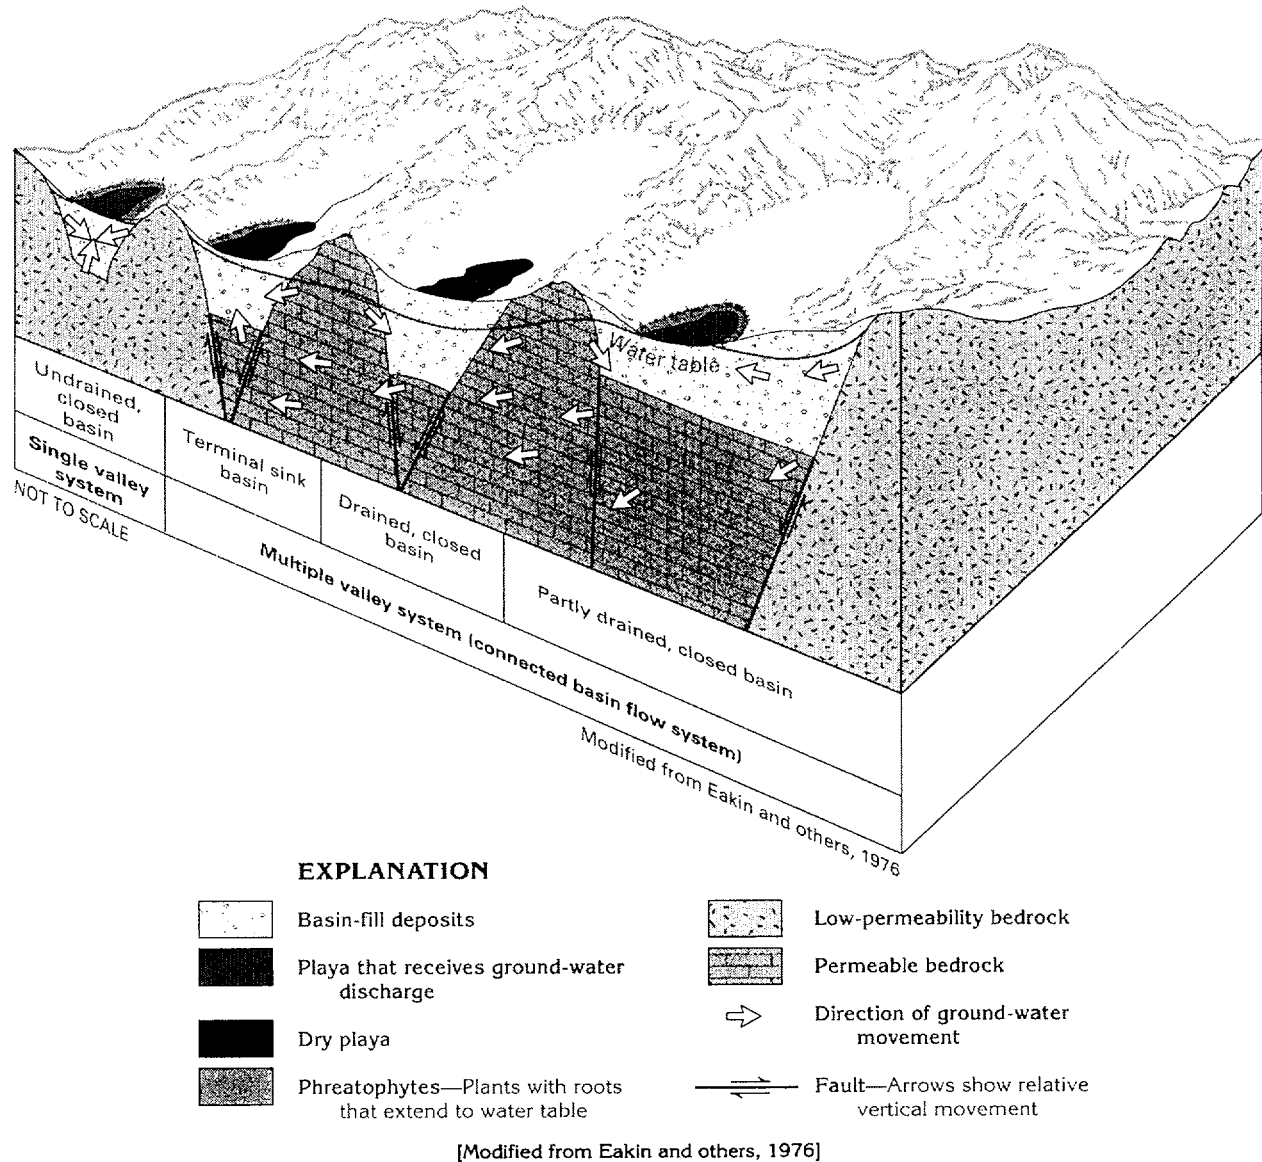 Water table
Undrained,
closed
basin
Single valley
system
NOT TO SCALE
Terminal sink
basin
Drained, closed
basin
Partly drained, closed basin
Multiple valley system (connected basin flow system)
Modified from Eakin and others, 1976
EXPLANATION
Basin-fill deposits
Playa that receives ground-water
discharge
Dry playa
Phreatophytes—Plants with roots
that extend to water table
Low-permeability bedrock
Permeable bedrock
Direction of ground-water
movement
Fault—Arrows show relative
vertical movement
[Modified from Eakin and others, 1976]